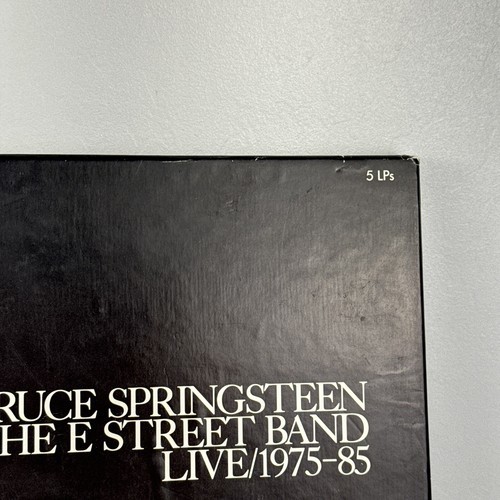 5 LPs
RUCE SPRINGSTEEN
HE E STREET BAND
LIVE/1975-85